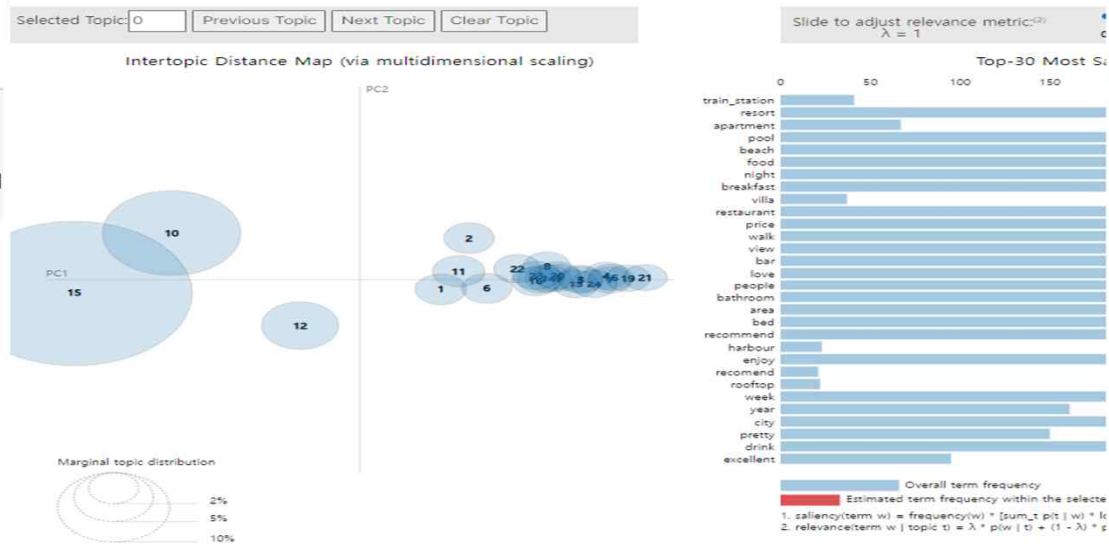 Selected Topic: 0 Previous Topic Next Topic Clear Topic
Slide to adjust relevance metric:(2)
λ = 1
Intertopic Distance Map (via multidimensional scaling)
PC2
PC1
10
15
12
2
11
1
6
22
19
21
Marginal topic distribution
2%
5%
10%
Top-30 Most
0 50 100 150
train_station
resort
apartment
pool
beach
food
night
breakfast
villa
restaurant
price
walk
view
bar
love
people
bathroom
area
bed
recommend
harbour
enjoy
recomend
rooftop
week
year
city
pretty
drink
excellent
Overall term frequency
Estimated term frequency within the selecte
1. saliency(term w) = frequency(w) * [sum_t p(t | w) *
2. relevance(term w | topic t) = λ * p(w | t) + (1 - λ) *